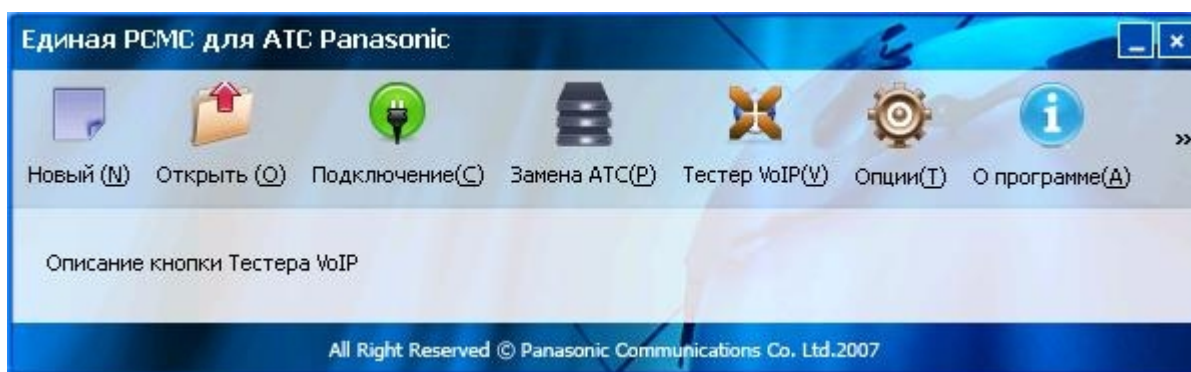 Единая PCMC для АТС Panasonic
Новый (N) Открыть (O) Подключение(C) Замена АТС(P) Тестер VoIP(V) Опции(T) О программе(A) »
Описание кнопки Тестера VoIP
All Right Reserved © Panasonic Communications Co. Ltd.2007